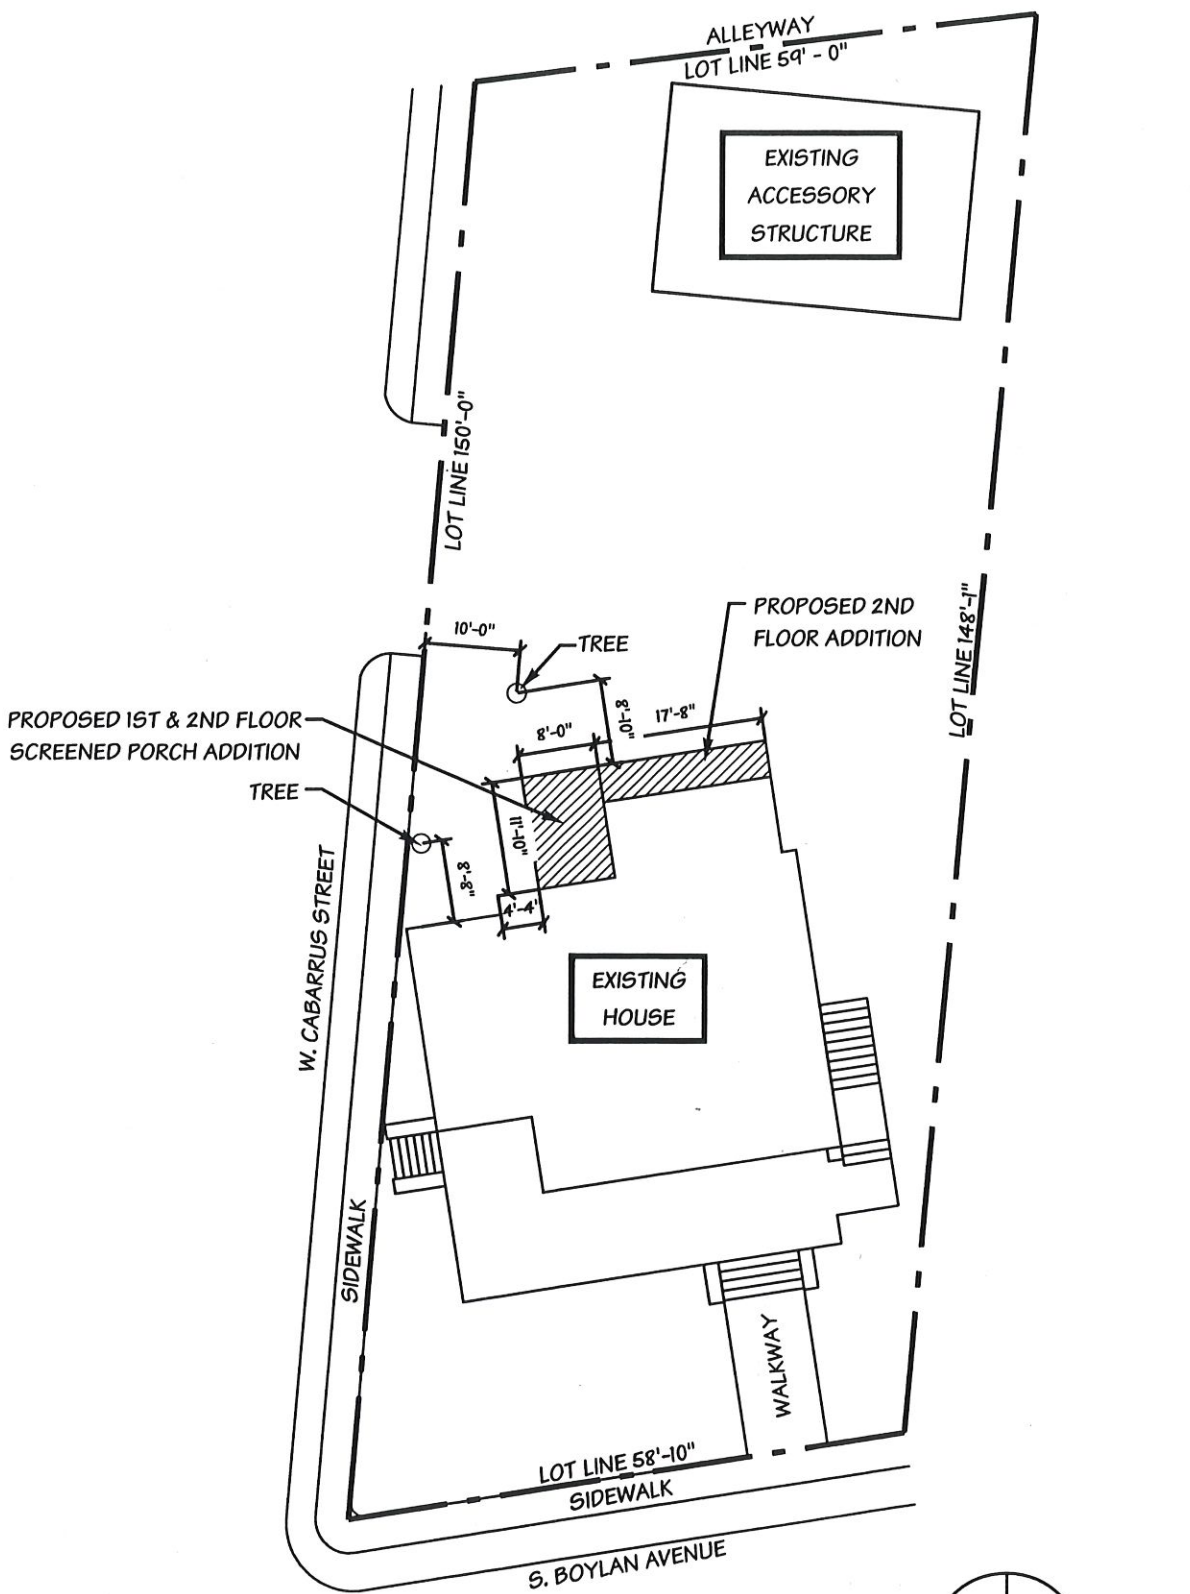 ALLEYWAY
LOT LINE 59' - 0"
EXISTING
ACCESSORY
STRUCTURE
LOT LINE 150'-0"
LOT LINE 148'-1"
PROPOSED 2ND
FLOOR ADDITION
10'-0"
TREE
8'-10"
17'-8"
8'-0"
PROPOSED 1ST & 2ND FLOOR
SCREENED PORCH ADDITION
TREE
11'-10"
8'-8"
4'-4"
W. CABARRUS STREET
EXISTING
HOUSE
SIDEWALK
WALKWAY
LOT LINE 58'-10"
SIDEWALK
S. BOYLAN AVENUE